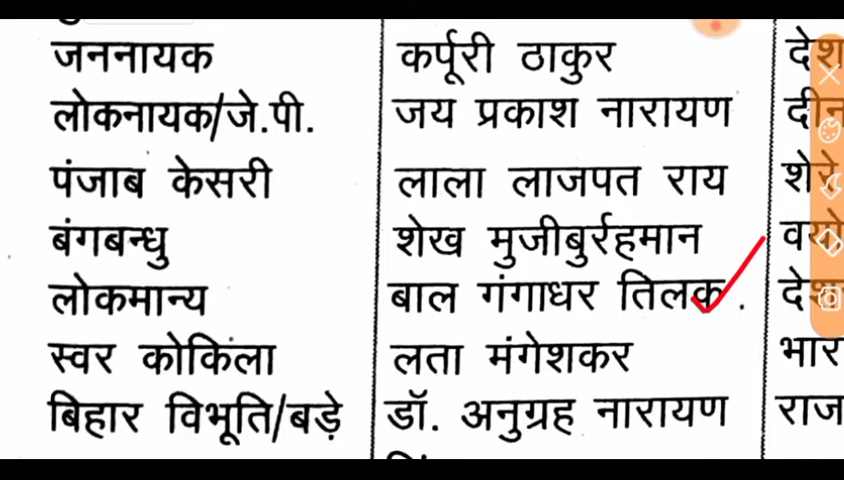 जननायक कर्पूरी ठाकुर
लोकनायक/जे.पी. जय प्रकाश नारायण
पंजाब केसरी लाला लाजपत राय
बंगबन्धु शेख मुजीबुर्रहमान
लोकमान्य बाल गंगाधर तिलक.
स्वर कोकिला लता मंगेशकर
बिहार विभूति/बड़े डॉ. अनुग्रह नारायण